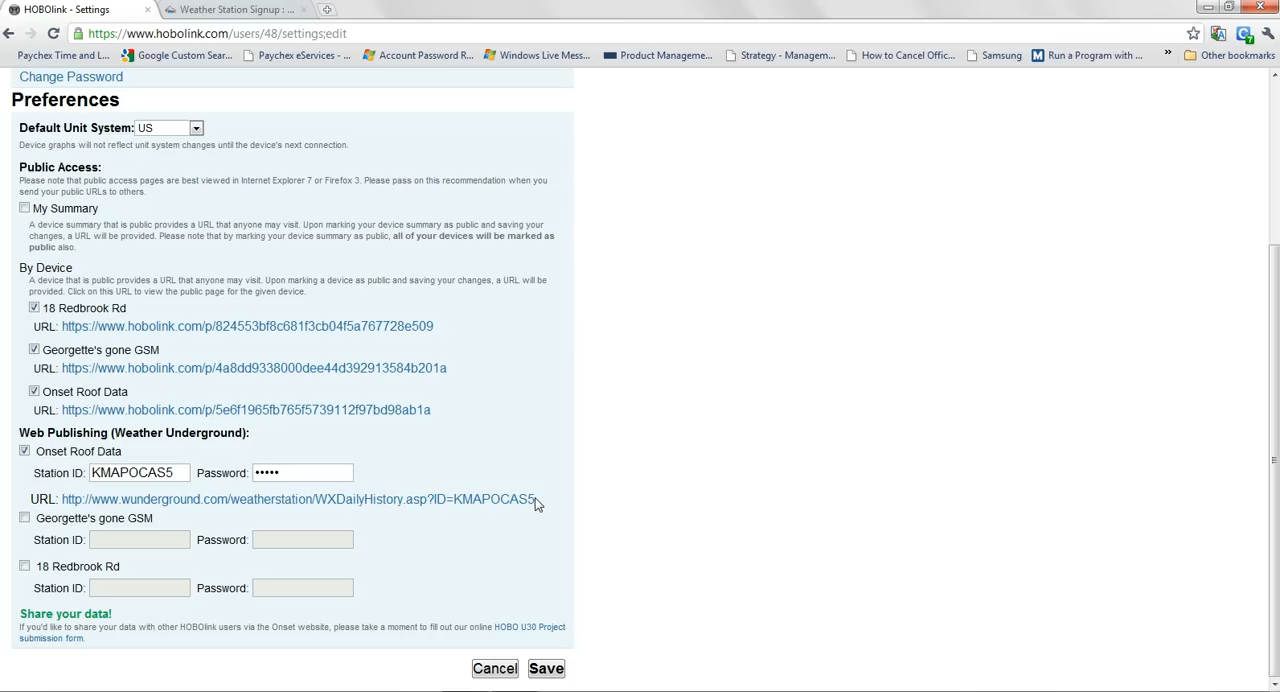 HOBOlink - Settings
Weather Station Signup : ...
https://www.hobolink.com/users/48/settings;edit
Paychex Time and L...
Google Custom Sear...
Paychex eServices - ...
Account Password R...
Windows Live Mess...
Product Manageme...
Strategy - Managem...
How to Cancel Offic...
Samsung
Run a Program with ...
»
Other bookmarks
Change Password
Preferences
Default Unit System: US
Device graphs will not reflect unit system changes until the device's next connection.
Public Access:
Please note that public access pages are best viewed in Internet Explorer 7 or Firefox 3. Please pass on this recommendation when you
send your public URLs to others.
My Summary
A device summary that is public provides a URL that anyone may visit. Upon marking your device summary as public and saving your
changes, a URL will be provided. Please note that by marking your device summary as public, all of your devices will be marked as
public also.
By Device
A device that is public provides a URL that anyone may visit. Upon marking a device as public and saving your changes, a URL will be
provided. Click on this URL to view the public page for the given device.
18 Redbrook Rd
URL: https://www.hobolink.com/p/824553bf8c681f3cb04f5a767728e509
Georgette's gone GSM
URL: https://www.hobolink.com/p/4a8dd9338000dee44d392913584b201a
Onset Roof Data
URL: https://www.hobolink.com/p/5e6f1965fb765f5739112f97bd98ab1a
Web Publishing (Weather Underground):
Onset Roof Data
Station ID: KMAPOCAS5 Password: •••••
URL: http://www.wunderground.com/weatherstation/WXDailyHistory.asp?ID=KMAPOCAS5
Georgette's gone GSM
Station ID: Password:
18 Redbrook Rd
Station ID: Password:
Share your data!
If you'd like to share your data with other HOBOlink users via the Onset website, please take a moment to fill out our online HOBO U30 Project
submission form.
Cancel Save